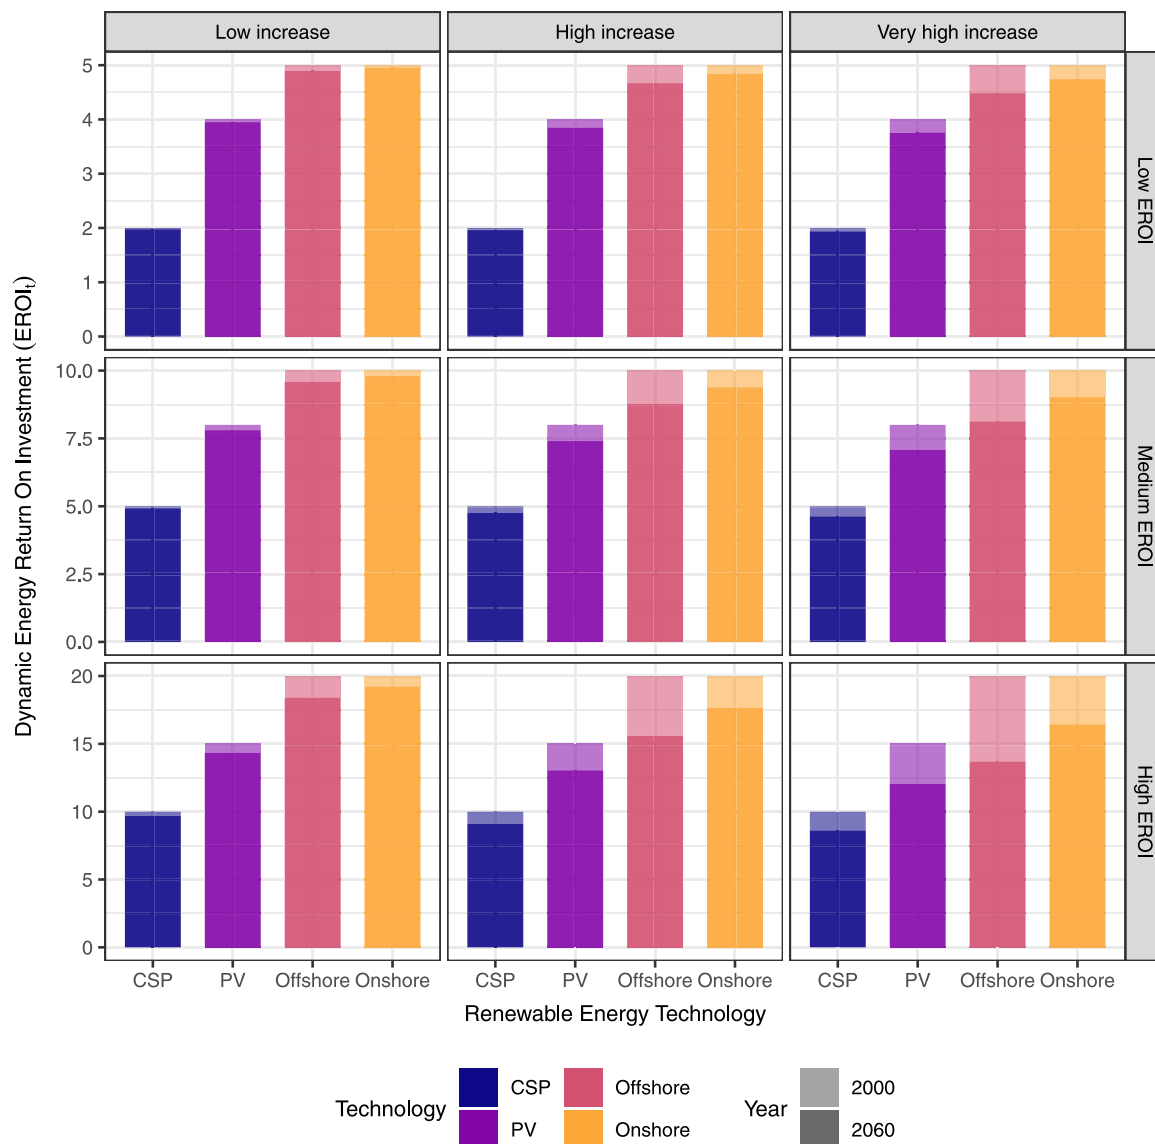 Low increase High increase Very high increase
Dynamic Energy Return On Investment (EROIₜ)
5
4
3
2
1
0
Low EROI
10.0
7.5
5.0
2.5
0.0
Medium EROI
20
15
10
5
0
High EROI
CSP PV Offshore Onshore CSP PV Offshore Onshore CSP PV Offshore Onshore
Renewable Energy Technology
Technology
CSP
PV
Offshore
Onshore
Year
2000
2060